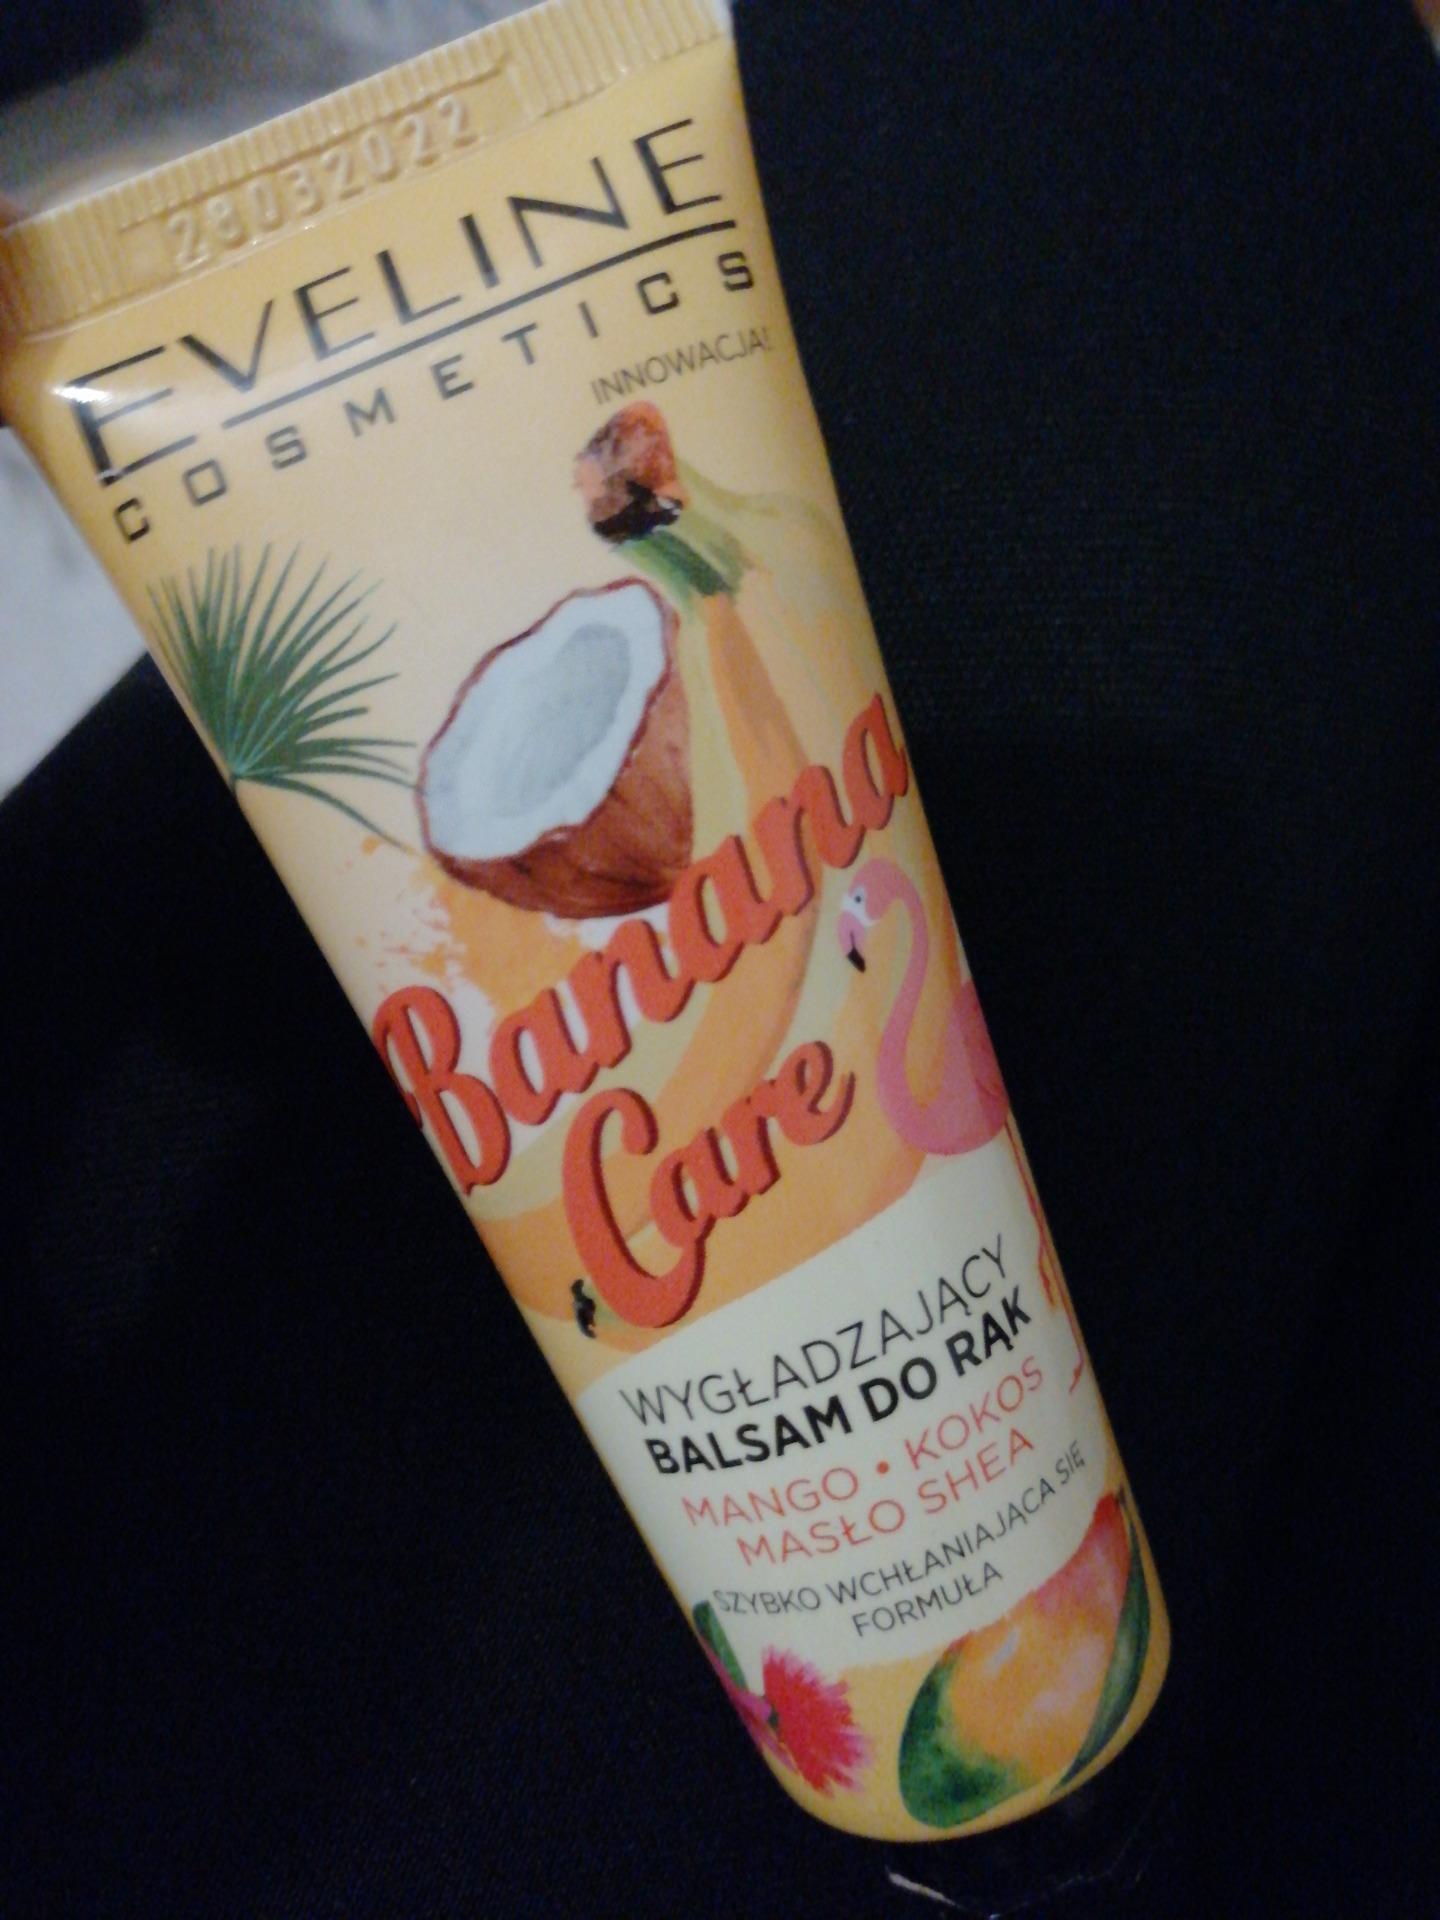 28032022
EVELINE
COSMETICS
INNOWACJA!
Banana
Care
WYGŁADZAJĄCY
BALSAM DO RĄK
MANGO • KOKOS
MASŁO SHEA
SZYBKO WCHŁANIAJĄCA SIĘ
FORMUŁA